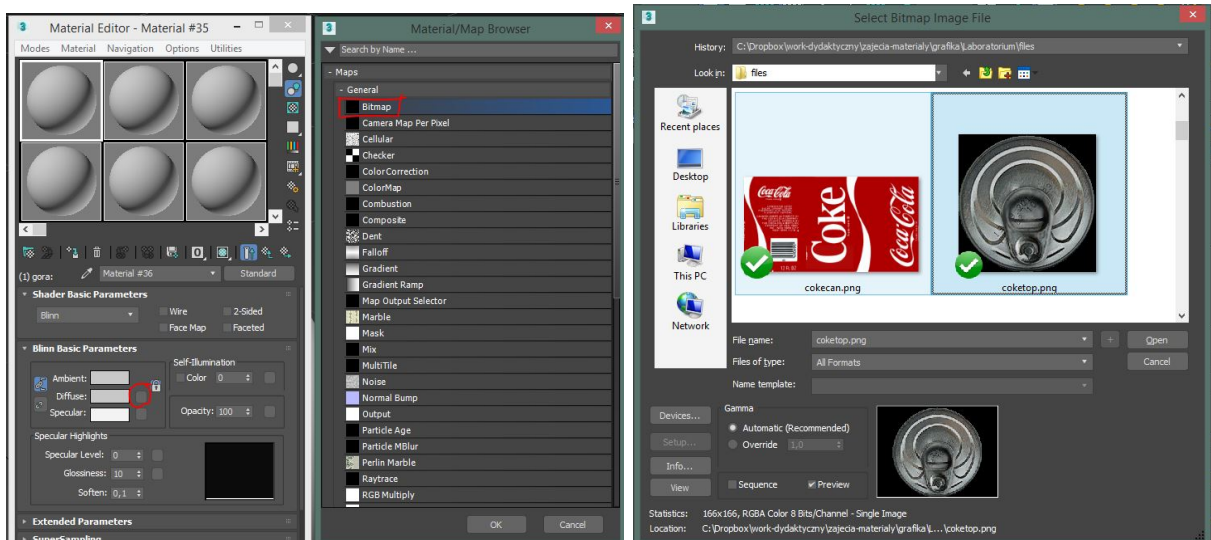 Material Editor - Material #35
Modes Material Navigation Options Utilities
(1) gora: Material #36 Standard
Shader Basic Parameters
Blinn Wire 2-Sided
Face Map Faceted
Blinn Basic Parameters
Self-Illumination
Ambient: Color 0
Diffuse:
Specular: Opacity: 100
Specular Highlights
Specular Level: 0
Glossiness: 10
Soften: 0,1
Extended Parameters
SuperSampling
Material/Map Browser
Search by Name ...
- Maps
- General
Bitmap
Camera Map Per Pixel
Cellular
Checker
ColorCorrection
ColorMap
Combustion
Composite
Dent
Falloff
Gradient
Gradient Ramp
Map Output Selector
Marble
Mask
Mix
MultiTile
Noise
Normal Bump
Output
Particle Age
Particle MBlur
Perlin Marble
Raytrace
RGB Multiply
OK Cancel
Select Bitmap Image File
History: C:\Dropbox\work-dydaktyczny\zajecia-materialy\grafika\Laboratorium\files
Look in: files
Recent places
Desktop
Libraries
This PC
Network
Coca-Cola
Coke
Coca-Cola
cokecan.png
coketop.png
File name: coketop.png Open
Files of type: All Formats Cancel
Name template:
Devices...
Setup...
Info...
View
Gamma
Automatic (Recommended)
Override 1,0
Sequence Preview
Statistics: 166x166, RGBA Color 8 Bits/Channel - Single Image
Location: C:\Dropbox\work-dydaktyczny\zajecia-materialy\grafika\L...\coketop.png